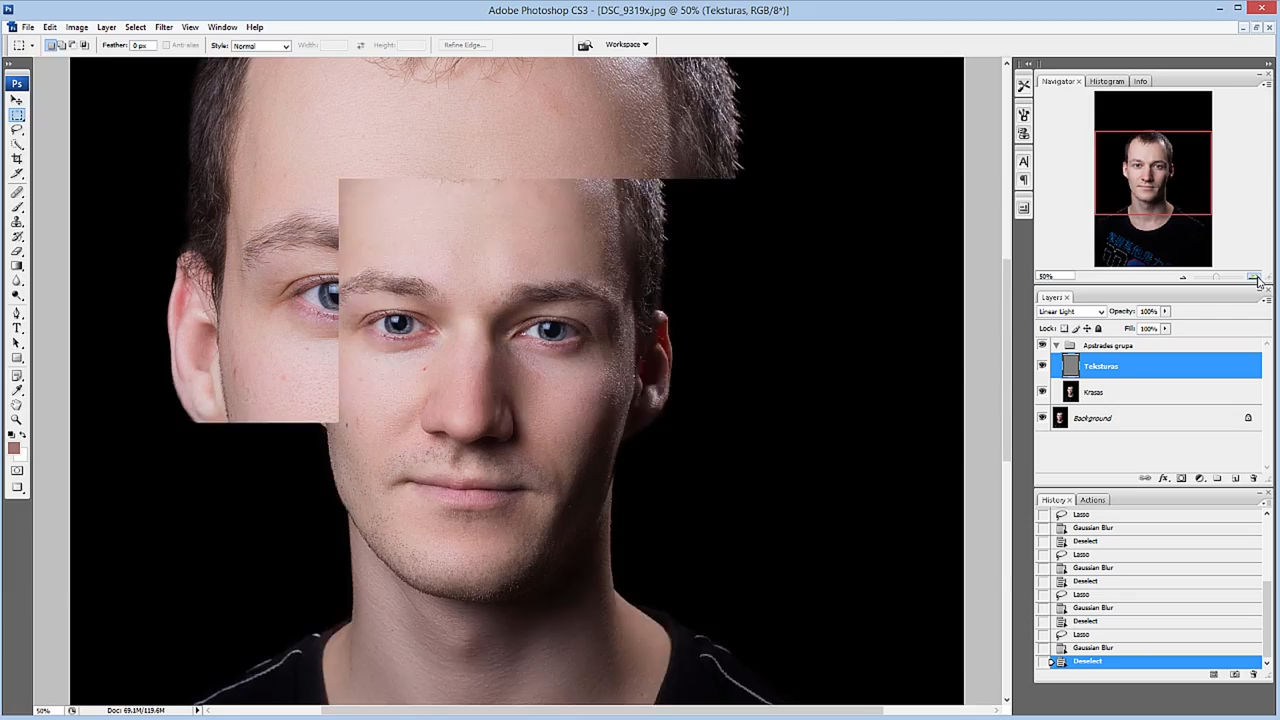 Adobe Photoshop CS3 - [DSC_9319x.jpg @ 50% (Teksturas, RGB/8*)]
File Edit Image Layer Select Filter View Window Help
Feather: 0 px Anti-alias Style: Normal Width: Height: Refine Edge... Workspace
Ps
Navigator Histogram Info
50%
Layers
Linear Light Opacity: 100%
Lock: Fill: 100%
Apstrades grupa
Teksturas
Krasas
Background
History Actions
Lasso
Gaussian Blur
Deselect
Lasso
Gaussian Blur
Deselect
Lasso
Gaussian Blur
Deselect
Lasso
Gaussian Blur
Deselect
50% Doc: 69.1M/119.6M